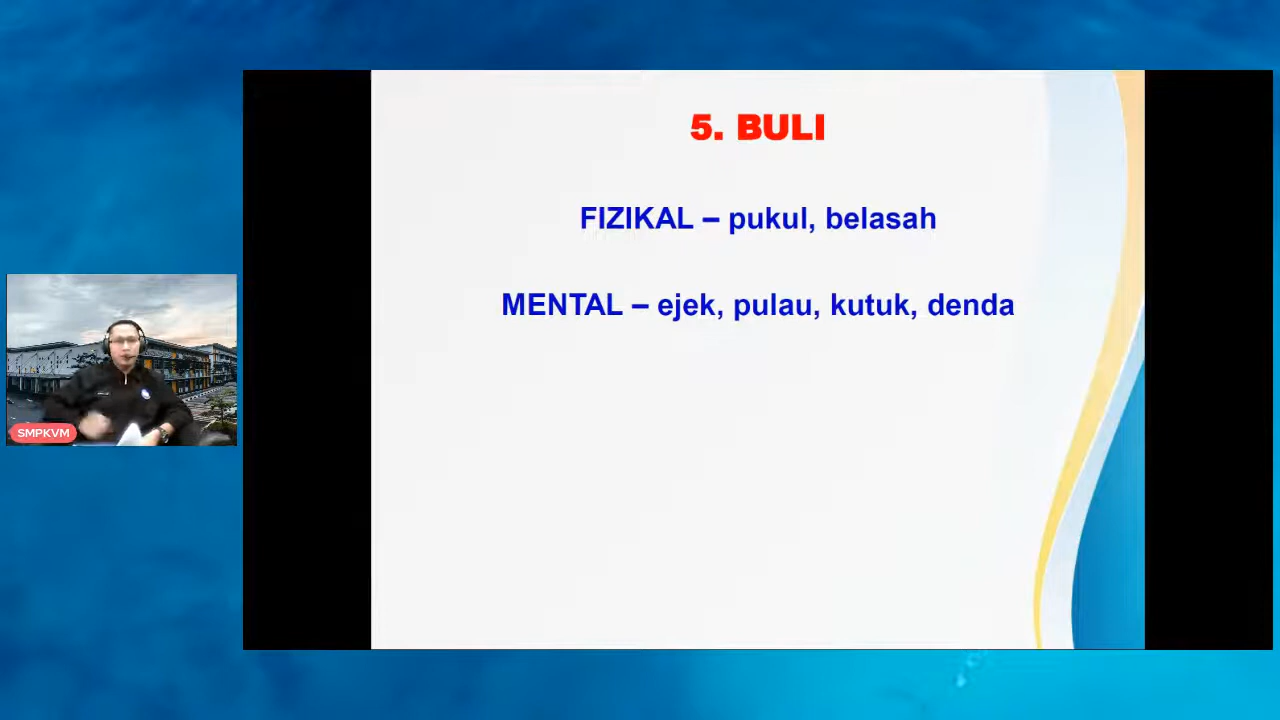 5. BULI
FIZIKAL – pukul, belasah
MENTAL – ejek, pulau, kutuk, denda
SMPKVM